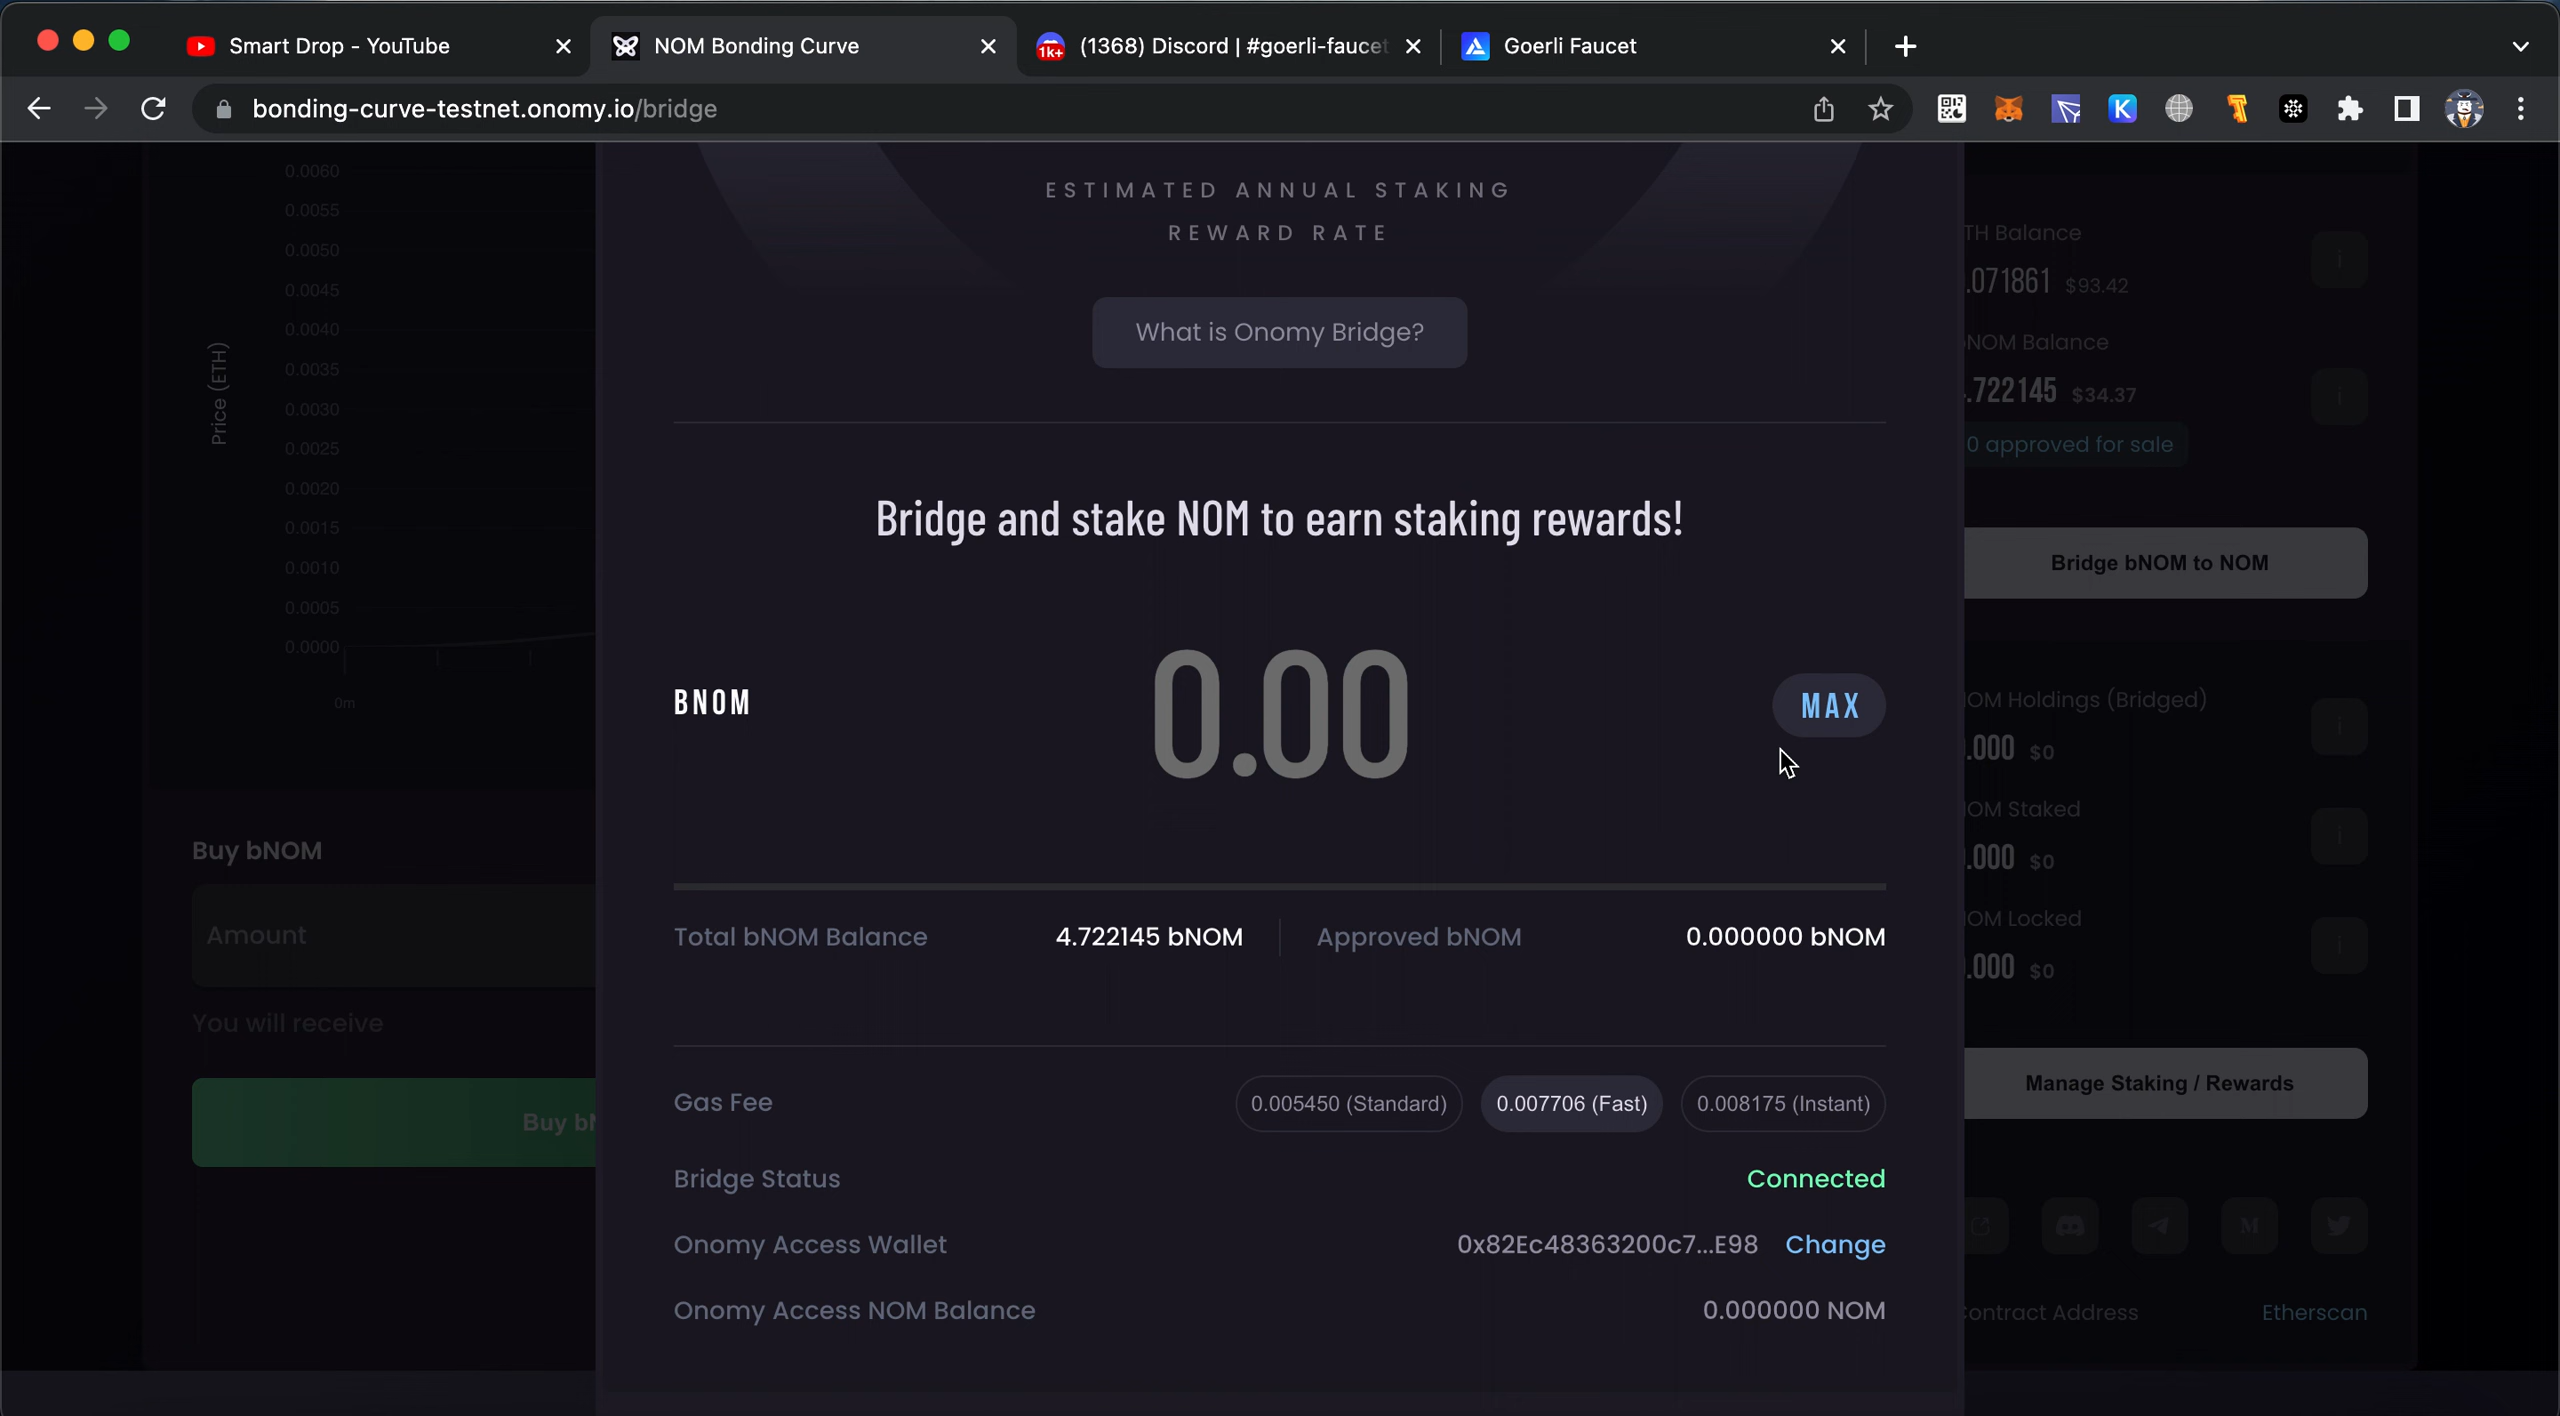 Smart Drop - YouTube
NOM Bonding Curve
1k+
(1368) Discord | #goerli-faucet
Goerli Faucet
bonding-curve-testnet.onomy.io/bridge
0.0060
0.0055
0.0050
0.0045
0.0040
0.0035
0.0030
0.0025
0.0020
0.0015
0.0010
0.0005
0.0000
Price (ETH)
0m
Buy bNOM
Amount
You will receive
Buy bN
ESTIMATED ANNUAL STAKING
REWARD RATE
What is Onomy Bridge?
Bridge and stake NOM to earn staking rewards!
BNOM
0.00
MAX
Total bNOM Balance 4.722145 bNOM
Approved bNOM 0.000000 bNOM
Gas Fee
0.005450 (Standard)
0.007706 (Fast)
0.008175 (Instant)
Bridge Status
Connected
Onomy Access Wallet
0x82Ec48363200c7...E98 Change
Onomy Access NOM Balance
0.000000 NOM
TH Balance
.071861 $93.42
NOM Balance
.722145 $34.37
0 approved for sale
Bridge bNOM to NOM
OM Holdings (Bridged)
.000 $0
OM Staked
.000 $0
OM Locked
.000 $0
Manage Staking / Rewards
ontract Address
Etherscan